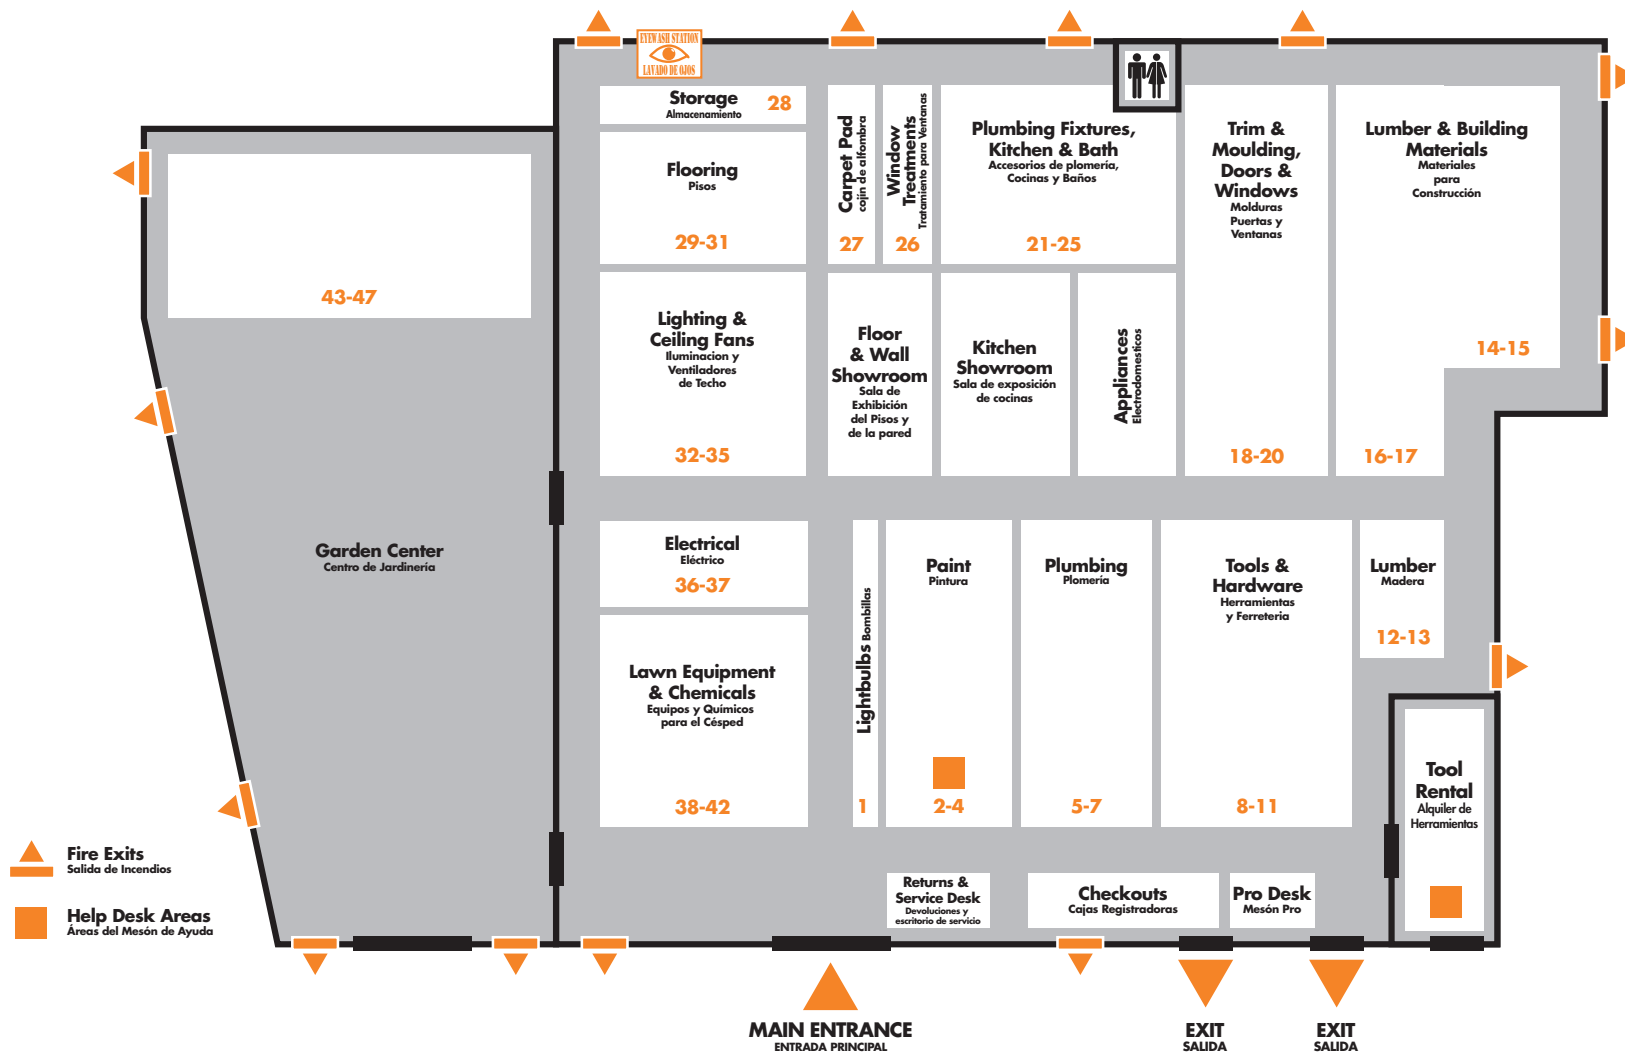 EYEWASH STATION
LAVADO DE OJOS
Storage
Almacenamiento
28
Flooring
Pisos
29-31
Carpet Pad
cojin de alfombra
27
Window
Treatments
Tratamiento para Ventanas
26
Plumbing Fixtures,
Kitchen & Bath
Accesorios de plomería,
Cocinas y Baños
21-25
Trim &
Moulding,
Doors &
Windows
Molduras
Puertas y
Ventanas
18-20
Lumber & Building
Materials
Materiales
para
Construcción
14-15
16-17
43-47
Lighting &
Ceiling Fans
Iluminacion y
Ventiladores
de Techo
32-35
Floor
& Wall
Showroom
Sala de
Exhibición
del Pisos y
de la pared
Kitchen
Showroom
Sala de exposición
de cocinas
Appliances
Electrodomesticos
Garden Center
Centro de Jardinería
Electrical
Eléctrico
36-37
Lawn Equipment
& Chemicals
Equipos y Químicos
para el Césped
38-42
Lightbulbs Bombillas
1
Paint
Pintura
2-4
Plumbing
Plomería
5-7
Tools &
Hardware
Herramientas
y Ferreteria
8-11
Lumber
Madera
12-13
Tool
Rental
Alquiler de
Herramientas
Returns &
Service Desk
Devoluciones y
escritorio de servicio
Checkouts
Cajas Registradoras
Pro Desk
Mesón Pro
Fire Exits
Salida de Incendios
Help Desk Areas
Áreas del Mesón de Ayuda
MAIN ENTRANCE
ENTRADA PRINCIPAL
EXIT
SALIDA
EXIT
SALIDA